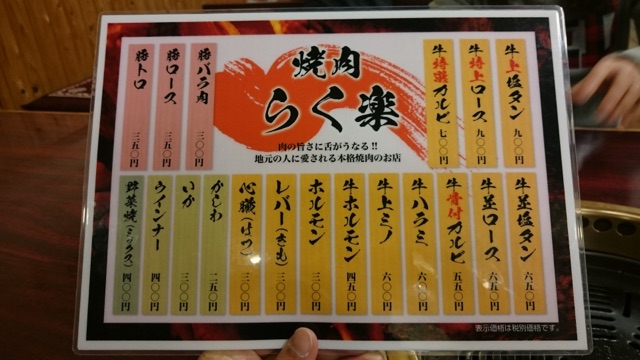 焼肉
らく楽
肉の旨さに舌がうなる!!
地元の人に愛される本格焼肉のお店
牛上塩タン 九〇〇円
牛特上ロース 九〇〇円
牛特撰カルビ 七〇〇円
豚バラ肉 三〇〇円
豚ロース 三五〇円
豚トロ 三五〇円
牛並塩タン 六五〇円
牛並ロース 六五〇円
牛骨付カルビ 五五〇円
牛ハラミ 六五〇円
牛上ミノ 六〇〇円
牛ホルモン 四五〇円
ホルモン 三〇〇円
レバー(きも) 三〇〇円
心臓(はつ) 三〇〇円
かしわ 二五〇円
いか 三〇〇円
ウインナー 四〇〇円
野菜焼(ミックス) 四〇〇円
表示価格は税別価格です。